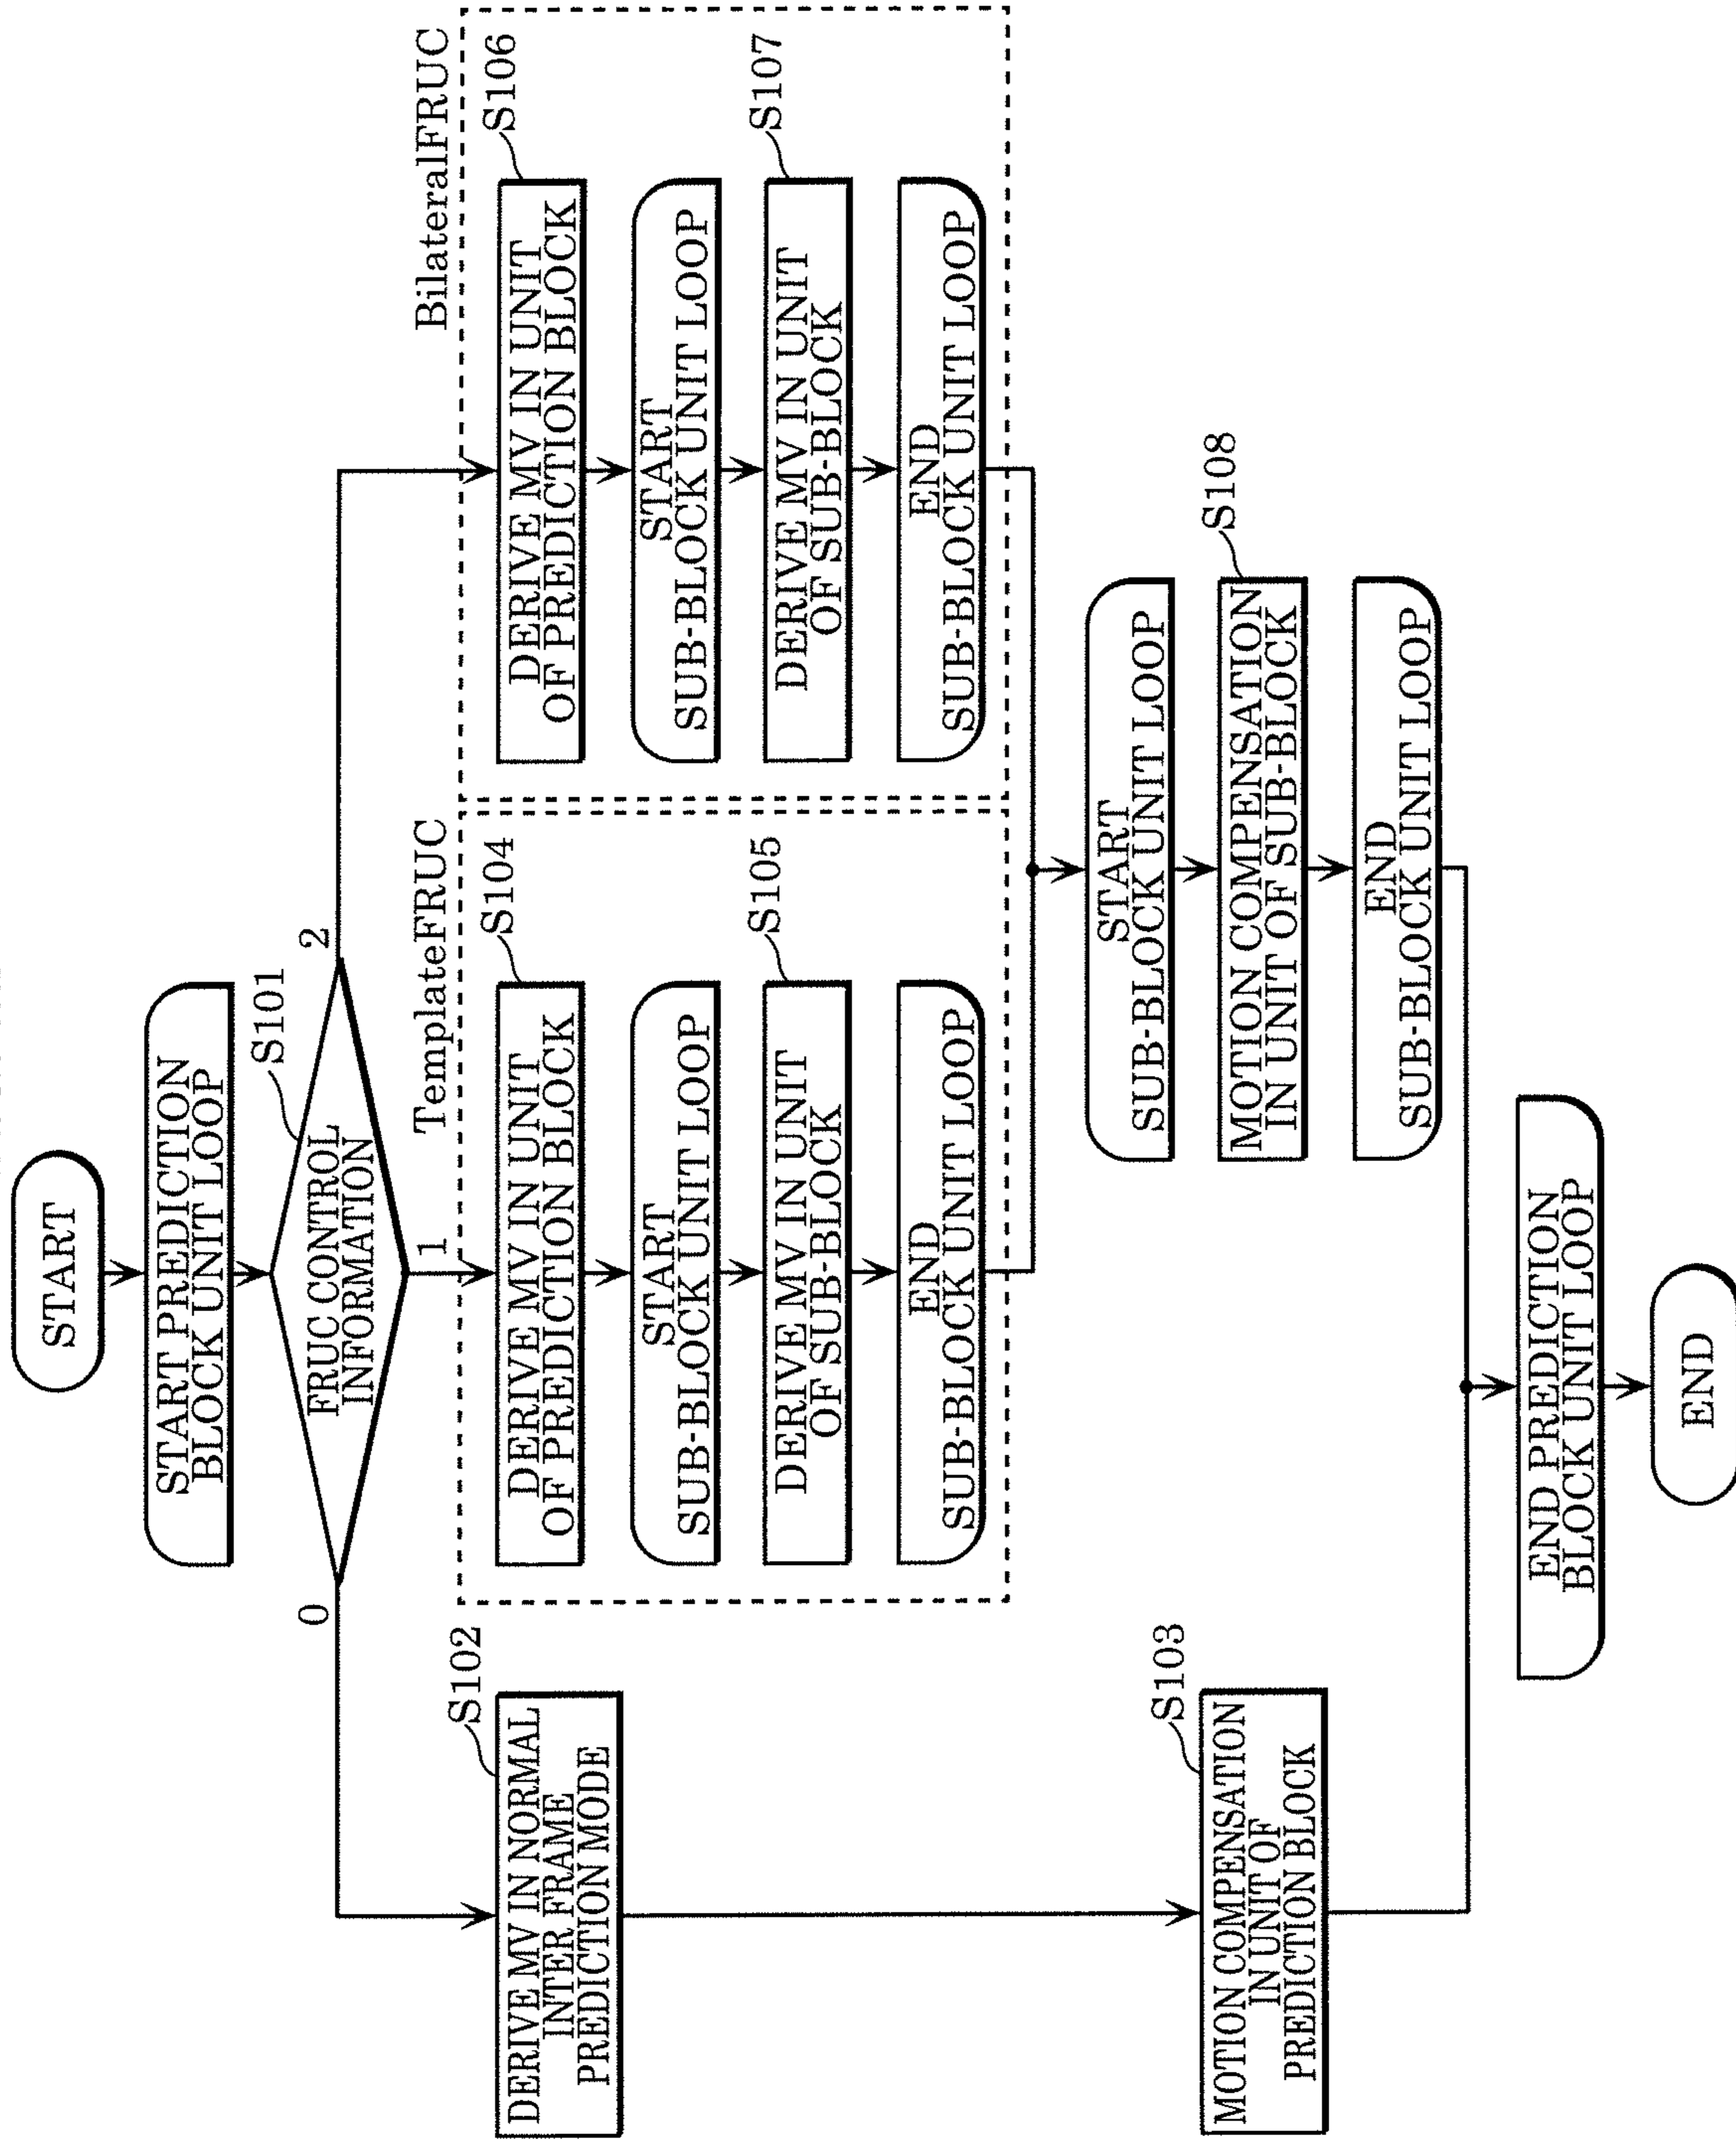 START
START PREDICTION
BLOCK UNIT LOOP
S101
FRUC CONTROL
INFORMATION
0
1
2
S102
DERIVE MV IN NORMAL
INTER FRAME
PREDICTION MODE
S103
MOTION COMPENSATION
IN UNIT OF
PREDICTION BLOCK
TemplateFRUC
S104
DERIVE MV IN UNIT
OF PREDICTION BLOCK
START
SUB-BLOCK UNIT LOOP
S105
DERIVE MV IN UNIT
OF SUB-BLOCK
END
SUB-BLOCK UNIT LOOP
BilateralFRUC
S106
DERIVE MV IN UNIT
OF PREDICTION BLOCK
START
SUB-BLOCK UNIT LOOP
S107
DERIVE MV IN UNIT
OF SUB-BLOCK
END
SUB-BLOCK UNIT LOOP
START
SUB-BLOCK UNIT LOOP
S108
MOTION COMPENSATION
IN UNIT OF SUB-BLOCK
END
SUB-BLOCK UNIT LOOP
END PREDICTION
BLOCK UNIT LOOP
END